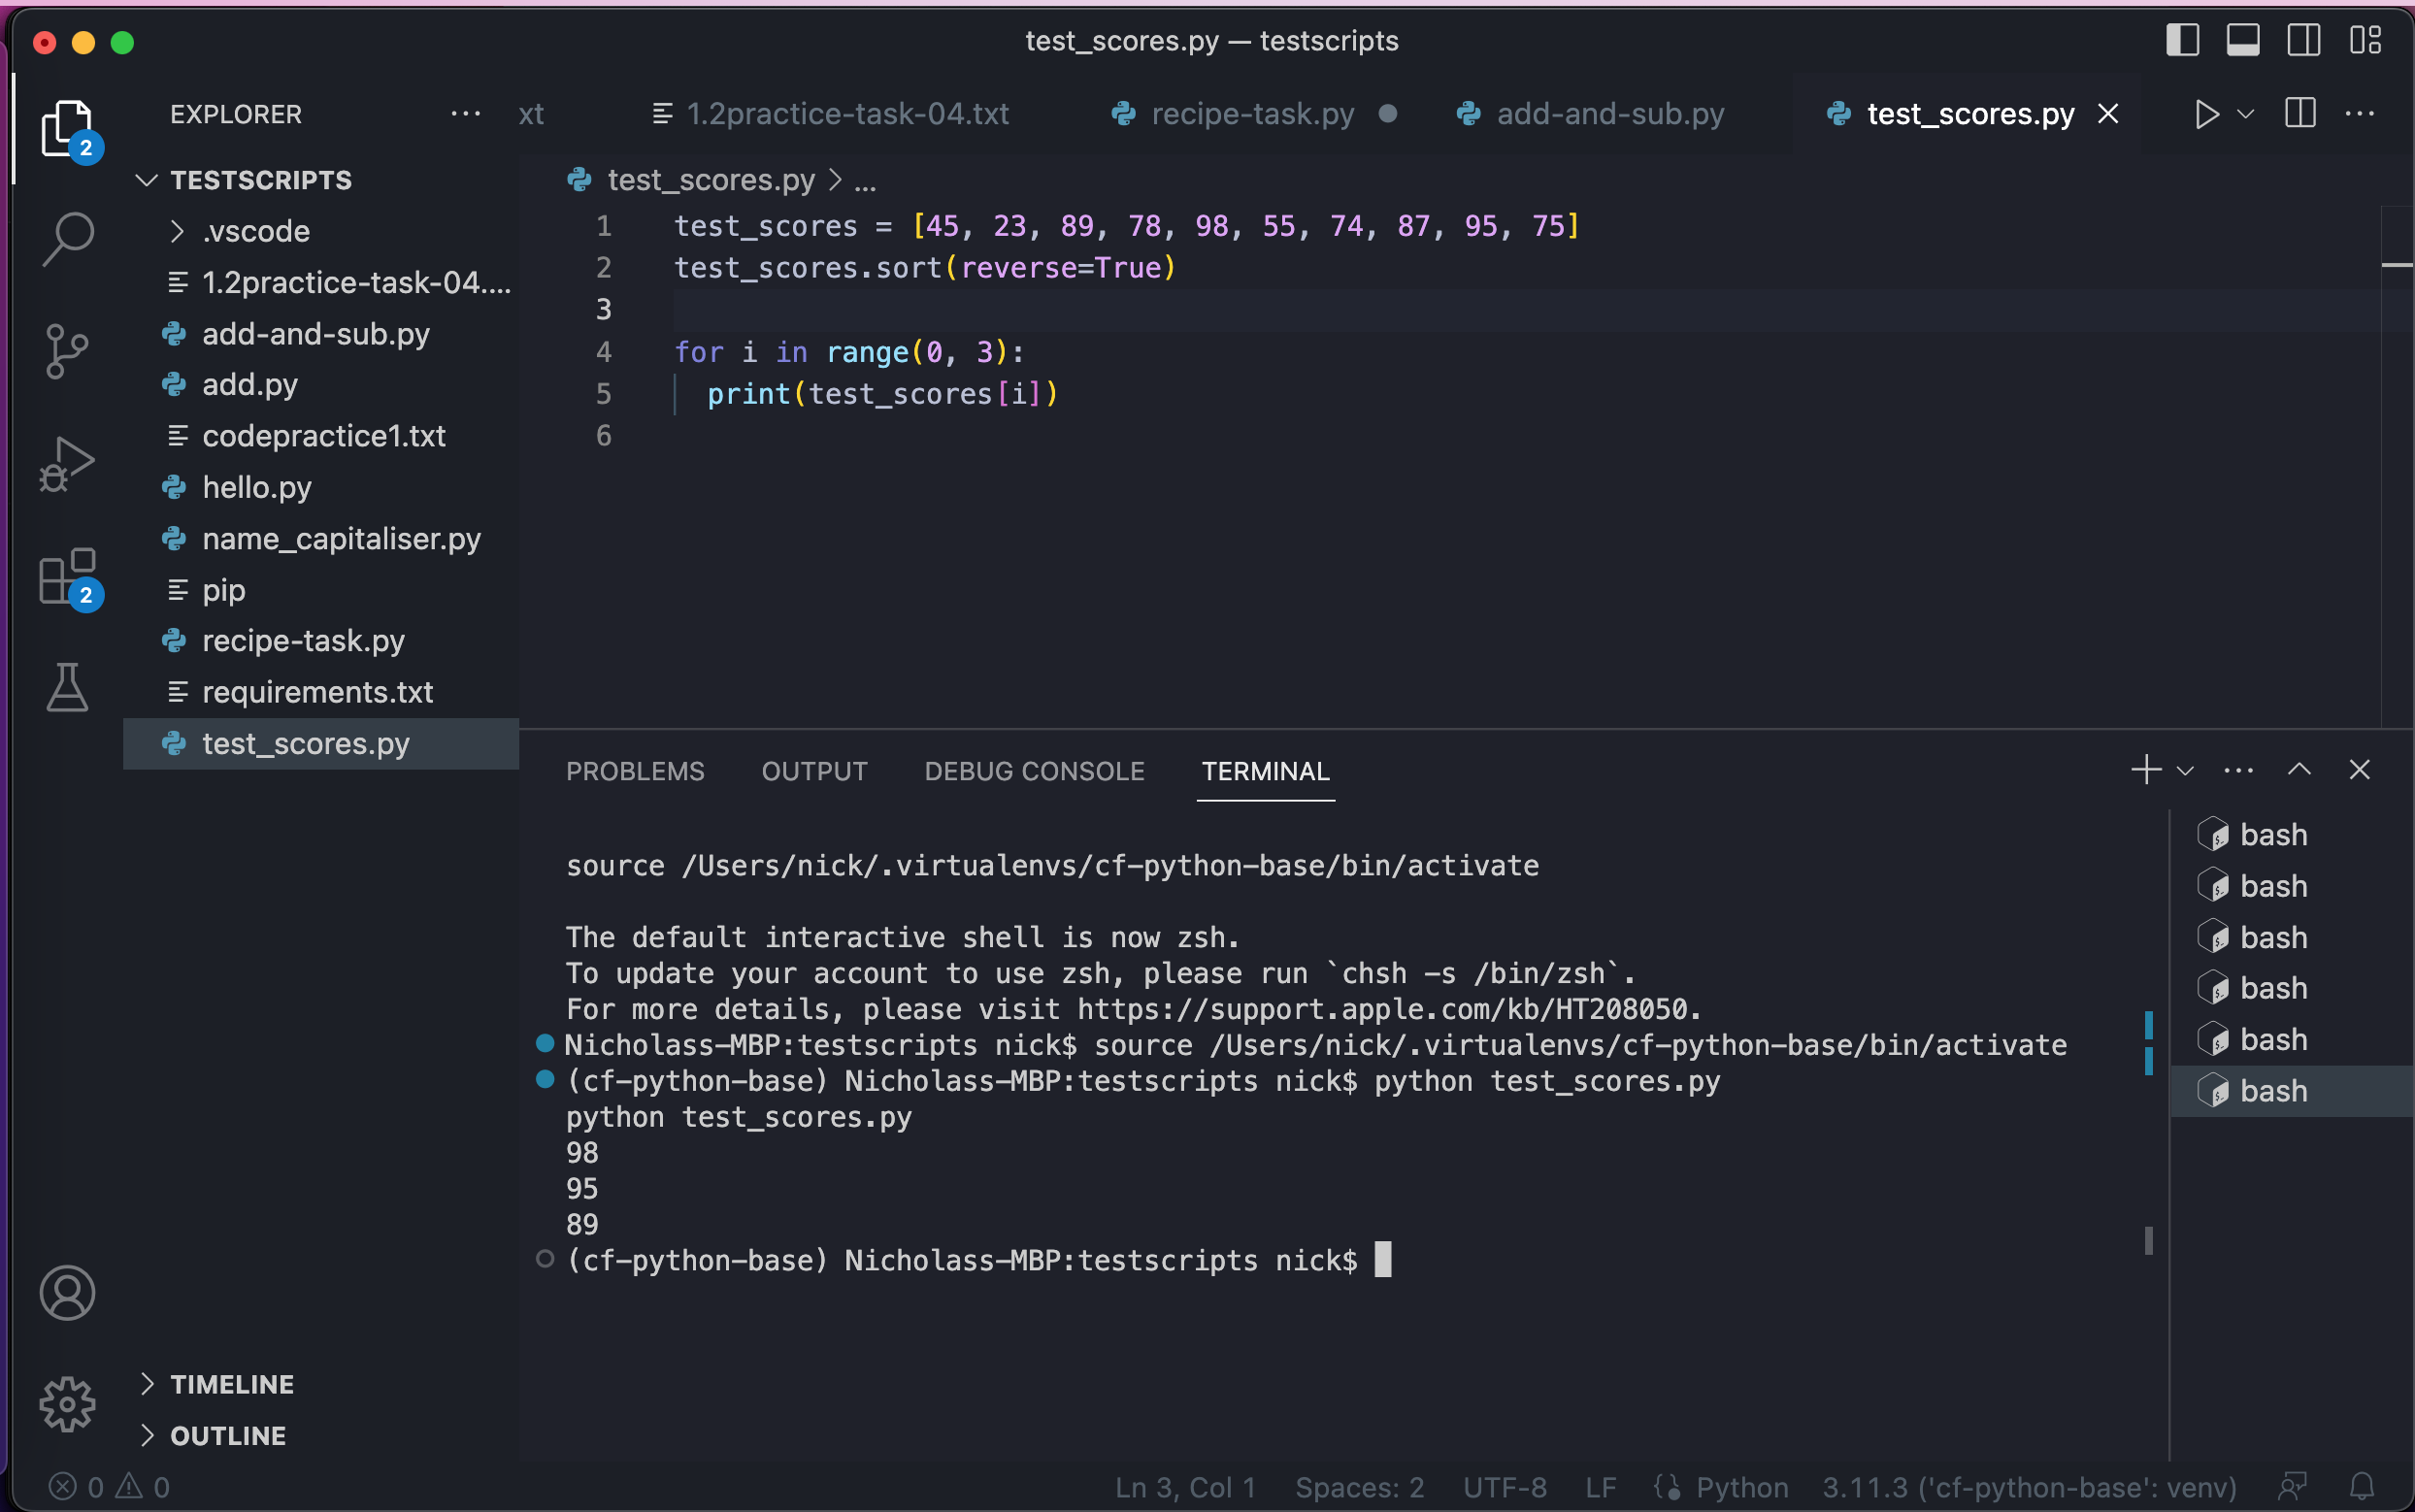 test_scores.py — testscripts
EXPLORER
xt
1.2practice-task-04.txt
recipe-task.py
add-and-sub.py
test_scores.py
2
TESTSCRIPTS
.vscode
1.2practice-task-04....
add-and-sub.py
add.py
codepractice1.txt
hello.py
name_capitaliser.py
pip
2
recipe-task.py
requirements.txt
test_scores.py
test_scores.py > ...
1 test_scores = [45, 23, 89, 78, 98, 55, 74, 87, 95, 75]
2 test_scores.sort(reverse=True)
3
4 for i in range(0, 3):
5 print(test_scores[i])
6
PROBLEMS OUTPUT DEBUG CONSOLE TERMINAL
source /Users/nick/.virtualenvs/cf-python-base/bin/activate
The default interactive shell is now zsh.
To update your account to use zsh, please run `chsh -s /bin/zsh`.
For more details, please visit https://support.apple.com/kb/HT208050.
Nicholass-MBP:testscripts nick$ source /Users/nick/.virtualenvs/cf-python-base/bin/activate
(cf-python-base) Nicholass-MBP:testscripts nick$ python test_scores.py
python test_scores.py
98
95
89
(cf-python-base) Nicholass-MBP:testscripts nick$
bash
bash
bash
bash
bash
bash
TIMELINE
OUTLINE
0 0
Ln 3, Col 1 Spaces: 2 UTF-8 LF Python 3.11.3 ('cf-python-base': venv)